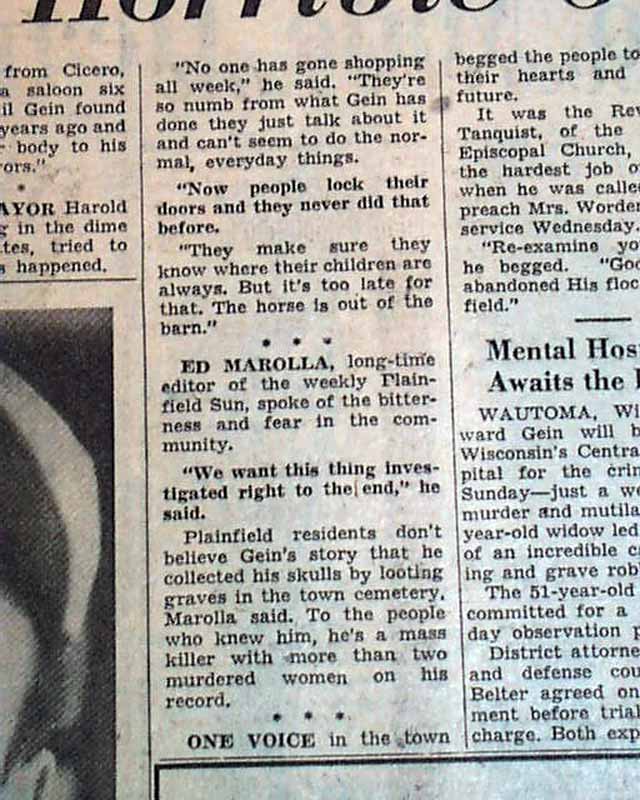 from Cicero,
a saloon six
il Gein found
years ago and
body to his
ors."
*
AYOR Harold
g in the dime
tes, tried to
s happened.
"No one has gone shopping
all week," he said. "They're
so numb from what Gein has
done they just talk about it
and can't seem to do the nor-
mal, everyday things.
"Now people lock their
doors and they never did that
before.
"They make sure they
know where their children are
always. But it's too late for
that. The horse is out of the
barn."
* * *
ED MAROLLA, long-time
editor of the weekly Plain-
field Sun, spoke of the bitter-
ness and fear in the com-
munity.
"We want this thing inves-
tigated right to the end," he
said.
Plainfield residents don't
believe Gein's story that he
collected his skulls by looting
graves in the town cemetery,
Marolla said. To the people
who knew him, he's a mass
killer with more than two
murdered women on his
record.
* * *
ONE VOICE in the town
begged the people to
their hearts and
future.
It was the Rev
Tanquist, of the
Episcopal Church,
the hardest job o
when he was calle
preach Mrs. Worden
service Wednesday.
"Re-examine yo
he begged. "God
abandoned His floc
field."
Mental Hos
Awaits the
WAUTOMA, Wi
ward Gein will b
Wisconsin's Centra
pital for the crim
Sunday—just a we
murder and mutila
year-old widow led
of an incredible c
ing and grave rob
The 51-year-old
committed for a
day observation p
District attorne
and defense cou
Belter agreed on
ment before trial
charge. Both exp